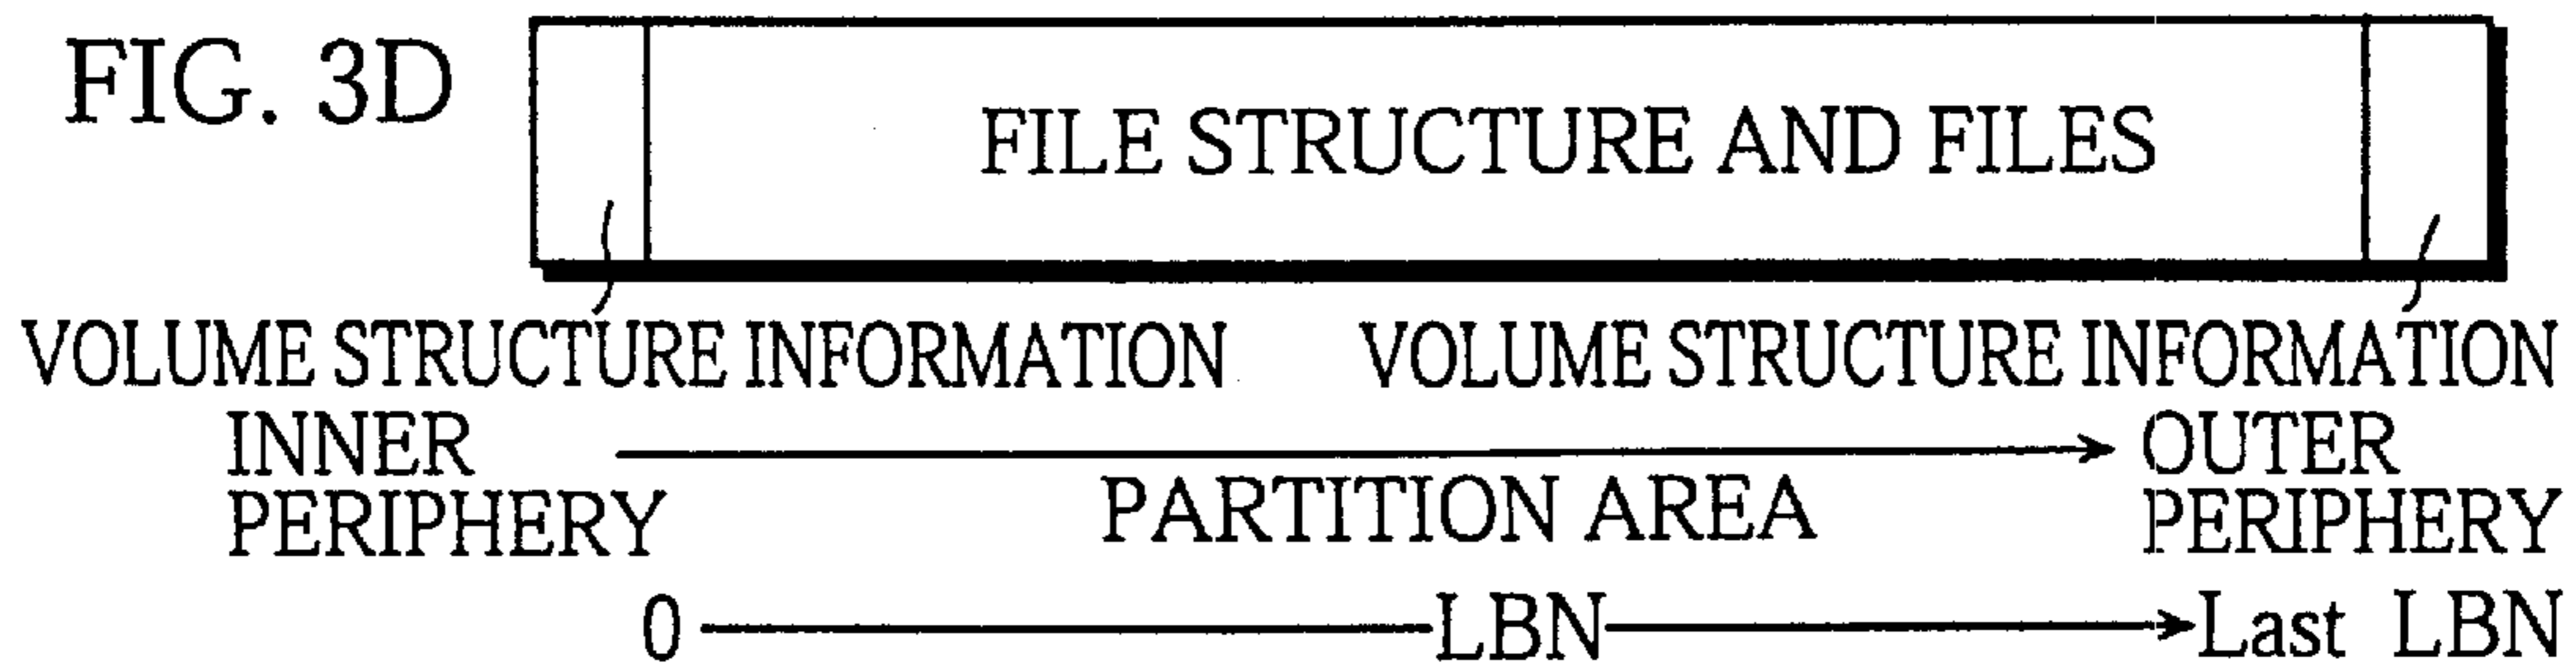 FIG. 3D
FILE STRUCTURE AND FILES
VOLUME STRUCTURE INFORMATION
VOLUME STRUCTURE INFORMATION
INNER
PERIPHERY
PARTITION AREA
OUTER
PERIPHERY
0 LBN Last LBN